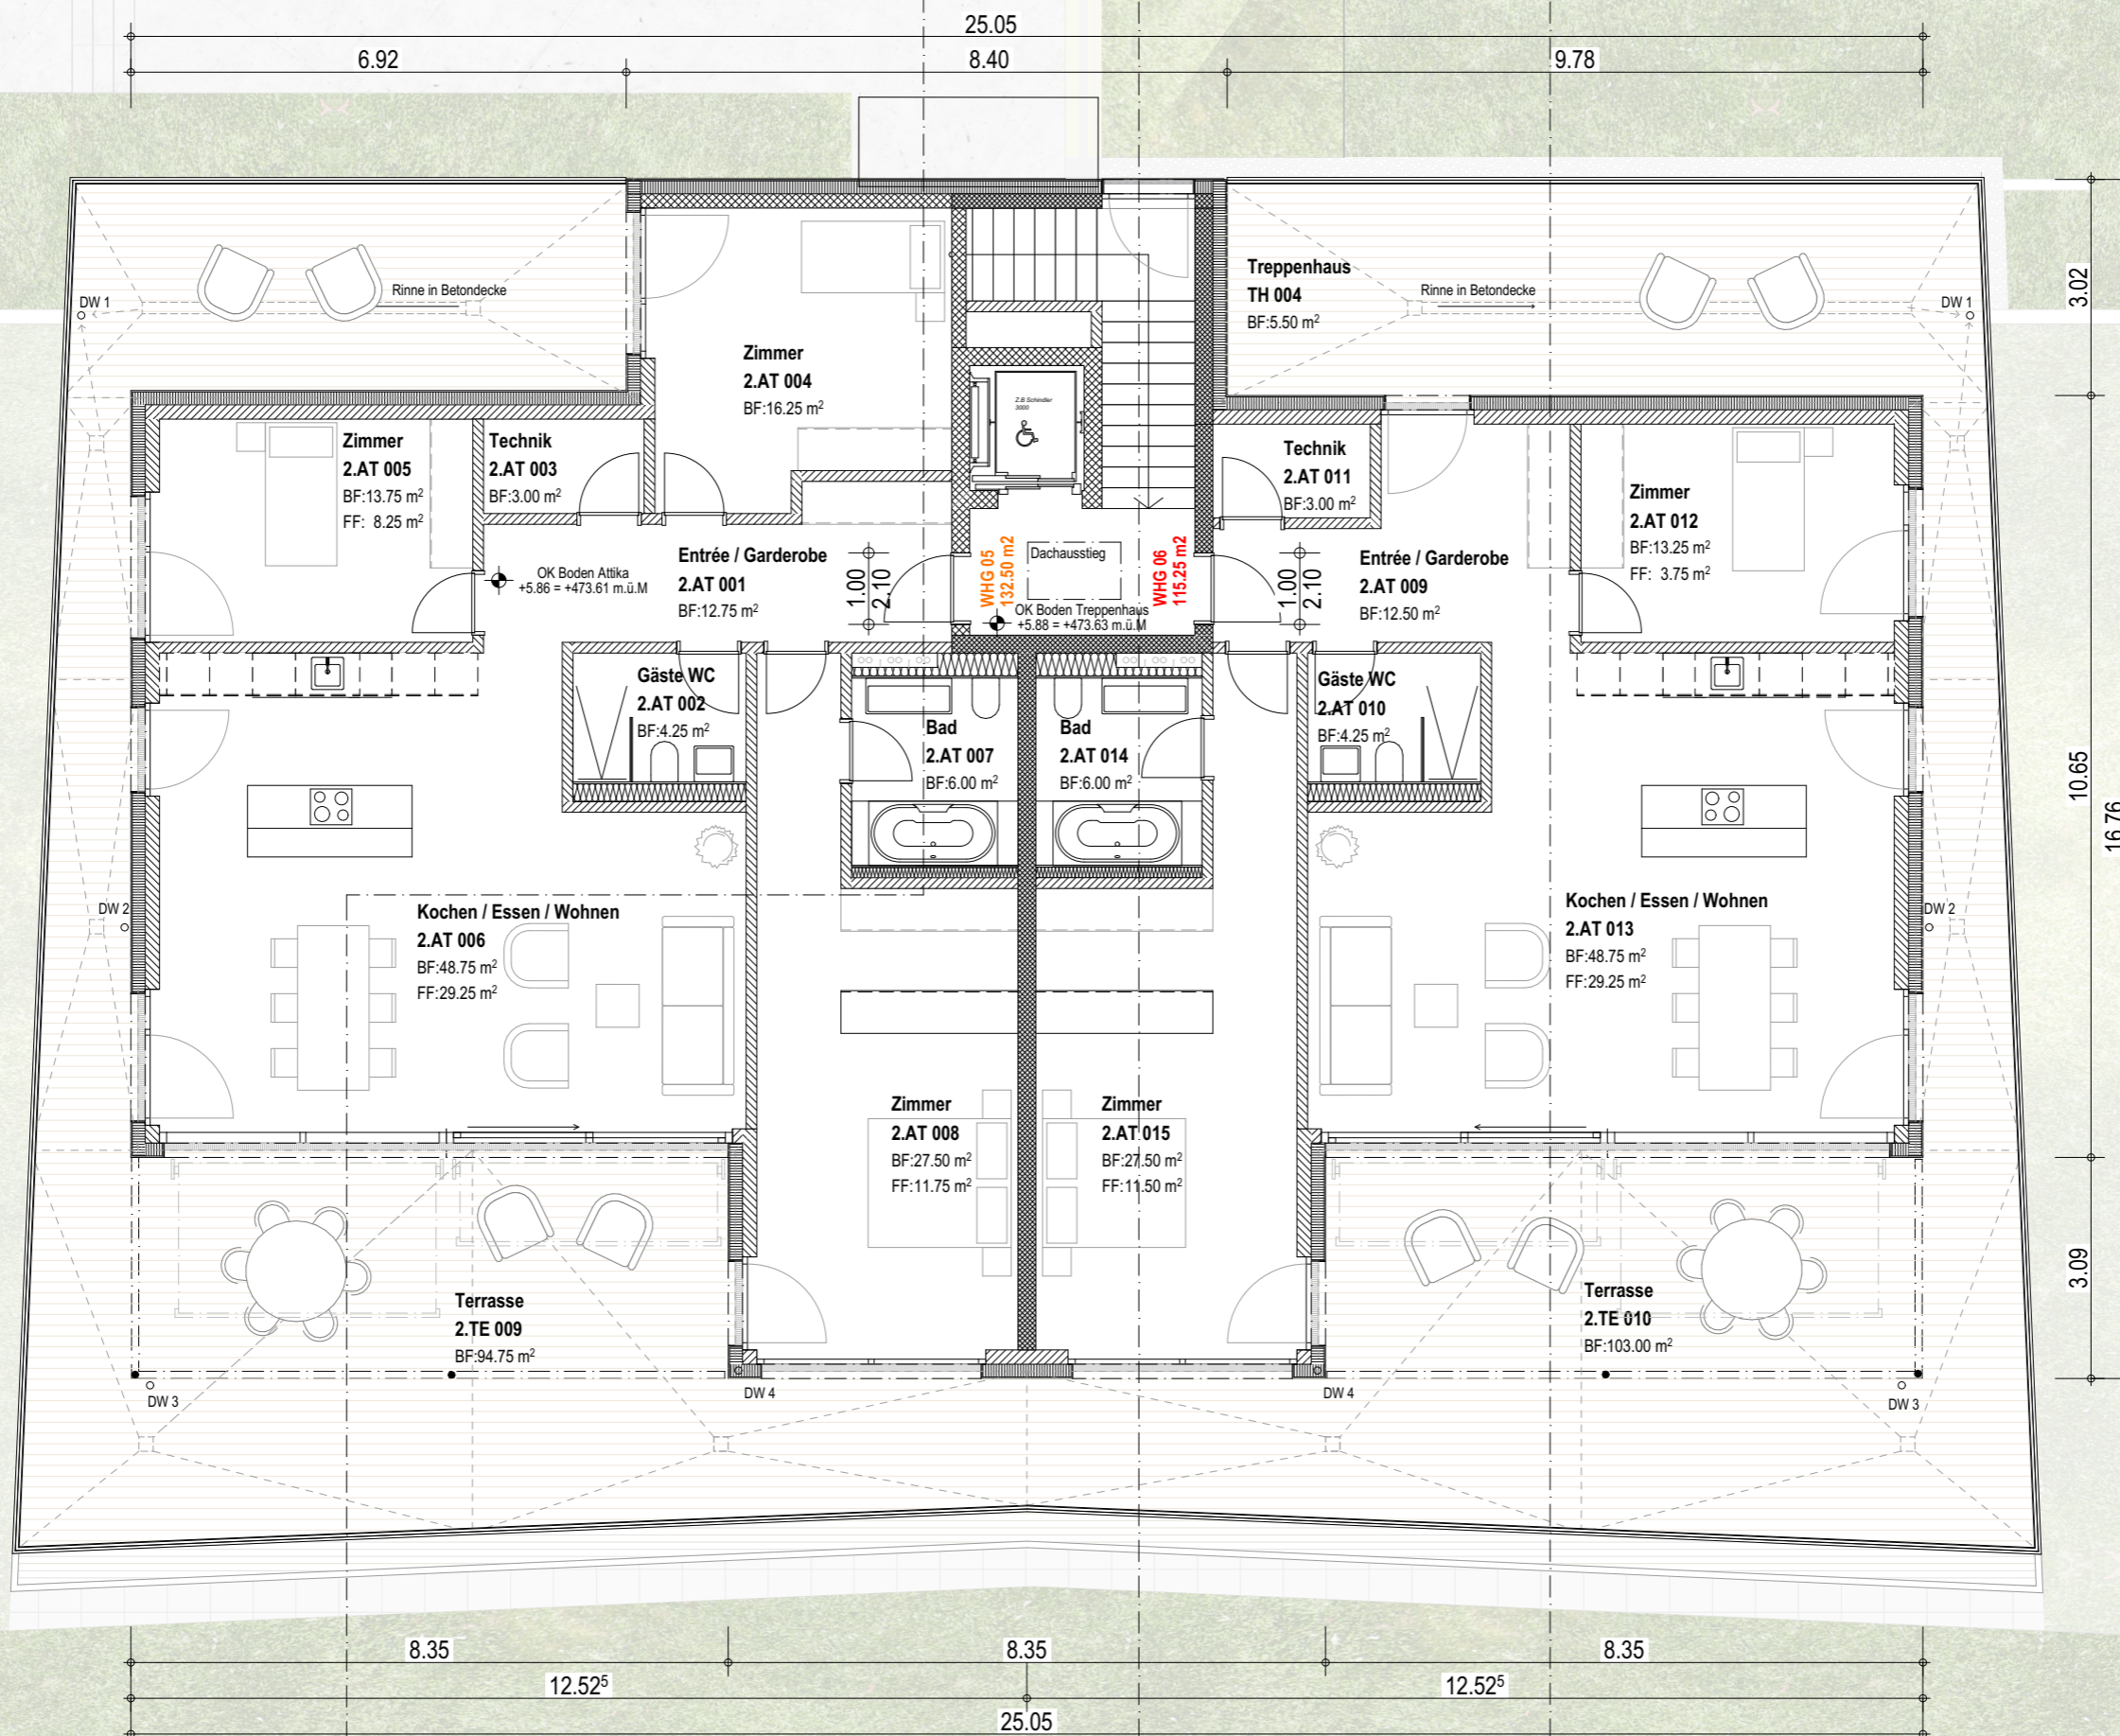 25.05
6.92
8.40
9.78
Rinne in Betondecke
DW 1
Treppenhaus
TH 004
BF:5.50 m²
Rinne in Betondecke
DW 1
3.02
Zimmer
2.AT 004
BF:16.25 m²
Z.B Schindler
3000
Zimmer
2.AT 005
BF:13.75 m²
FF: 8.25 m²
Technik
2.AT 003
BF:3.00 m²
Technik
2.AT 011
BF:3.00 m²
Zimmer
2.AT 012
BF:13.25 m²
FF: 3.75 m²
OK Boden Attika
+5.86 = +473.61 m.ü.M
Entrée / Garderobe
2.AT 001
BF:12.75 m²
1.00
2.10
WHG 05
132.50 m2
Dachausstieg
WHG 06
115.25 m2
OK Boden Treppenhaus
+5.88 = +473.63 m.ü.M
1.00
2.10
Entrée / Garderobe
2.AT 009
BF:12.50 m²
Gäste WC
2.AT 002
BF:4.25 m²
Bad
2.AT 007
BF:6.00 m²
Bad
2.AT 014
BF:6.00 m²
Gäste WC
2.AT 010
BF:4.25 m²
10.65
16.76
DW 2
Kochen / Essen / Wohnen
2.AT 006
BF:48.75 m²
FF:29.25 m²
Kochen / Essen / Wohnen
2.AT 013
BF:48.75 m²
FF:29.25 m²
DW 2
Zimmer
2.AT 008
BF:27.50 m²
FF:11.75 m²
Zimmer
2.AT 015
BF:27.50 m²
FF:11.50 m²
3.09
Terrasse
2.TE 009
BF:94.75 m²
Terrasse
2.TE 010
BF:103.00 m²
DW 3
DW 4
DW 4
DW 3
8.35
8.35
8.35
12.52⁵
12.52⁵
25.05